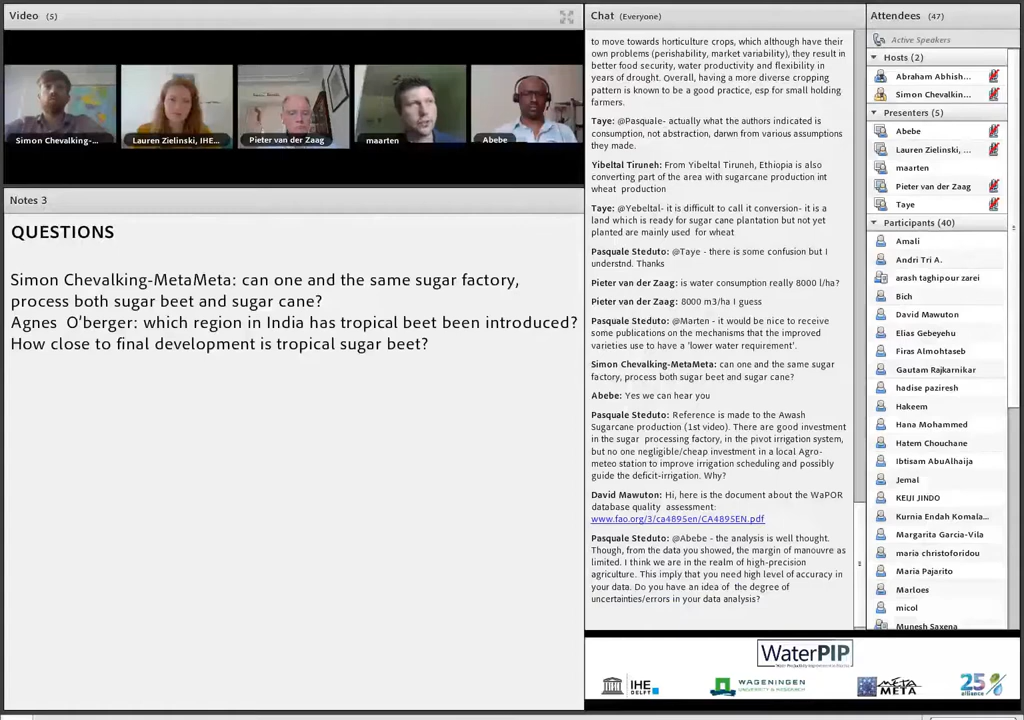 Video (5)
Simon Chevalking-...
Lauren Zielinski, IHE...
Pieter van der Zaag
maarten
Abebe
Notes 3
QUESTIONS
Simon Chevalking-MetaMeta: can one and the same sugar factory,
process both sugar beet and sugar cane?
Agnes O'berger: which region in India has tropical beet been introduced?
How close to final development is tropical sugar beet?
Chat (Everyone)
to move towards horticulture crops, which although have their
own problems (perishability, market variability), they result in
better food security, water productivity and flexibility in
years of drought. Overall, having a more diverse cropping
pattern is known to be a good practice, esp for small holding
farmers.
Taye: @Pasquale- actually what the authors indicated is
consumption, not abstraction, darwn from various assumptions
they made.
Yibeltal Tiruneh: From Yibeltal Tiruneh, Ethiopia is also
converting part of the area with sugarcane production int
wheat production
Taye: @Yebeltal- it is difficult to call it conversion- it is a
land which is ready for sugar cane plantation but not yet
planted are mainly used for wheat
Pasquale Steduto: @Taye - there is some confusion but I
understnd. Thanks
Pieter van der Zaag: is water consumption really 8000 l/ha?
Pieter van der Zaag: 8000 m3/ha I guess
Pasquale Steduto: @Marten - it would be nice to receive
some publications on the mechanisms that the improved
varieties use to have a 'lower water requirement'.
Simon Chevalking-MetaMeta: can one and the same sugar
factory, process both sugar beet and sugar cane?
Abebe: Yes we can hear you
Pasquale Steduto: Reference is made to the Awash
Sugarcane production (1st video). There are good investment
in the sugar processing factory, in the pivot irrigation system,
but no one negligible/cheap investment in a local Agro-
meteo station to improve irrigation scheduling and possibly
guide the deficit-irrigation. Why?
David Mawuton: Hi, here is the document about the WaPOR
database quality assessment:
www.fao.org/3/ca4895en/CA4895EN.pdf
Pasquale Steduto: @Abebe - the analysis is well thought.
Though, from the data you showed, the margin of manouvre as
limited. I think we are in the realm of high-precision
agriculture. This imply that you need high level of accuracy in
your data. Do you have an idea of the degree of
uncertainties/errors in your data analysis?
Attendees (47)
Active Speakers
Hosts (2)
Abraham Abhish...
Simon Chevalkin...
Presenters (5)
Abebe
Lauren Zielinski, ...
maarten
Pieter van der Zaag
Taye
Participants (40)
Amali
Andri Tri A.
arash taghipour zarei
Bich
David Mawuton
Elias Gebeyehu
Firas Almohtaseb
Gautam Rajkarnikar
hadise paziresh
Hakeem
Hana Mohammed
Hatem Chouchane
Ibtisam AbuAlhaija
Jemal
KEIJI JINDO
Kurnia Endah Komala...
Margarita Garcia-Vila
maria christoforidou
Maria Pajarito
Marloes
micol
Munesh Saxena
WaterPIP
IHE
DELFT
WAGENINGEN
UNIVERSITY & RESEARCH
META
META
25
alliance